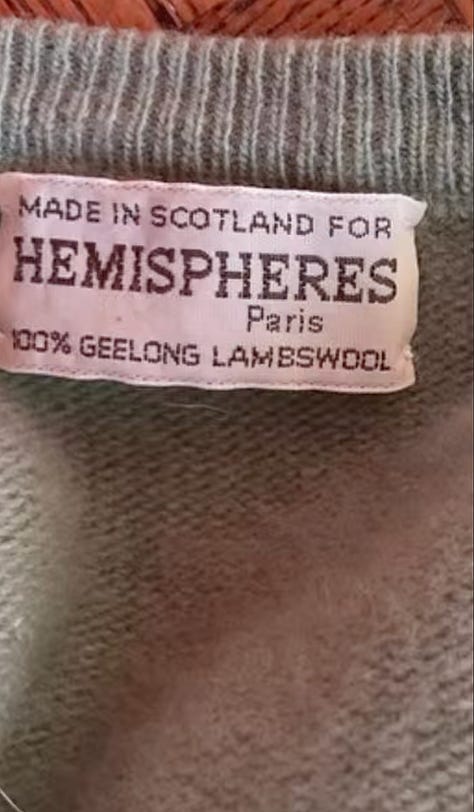 MADE IN SCOTLAND FOR
HEMISPHERES
Paris
100% GEELONG LAMBSWOOL